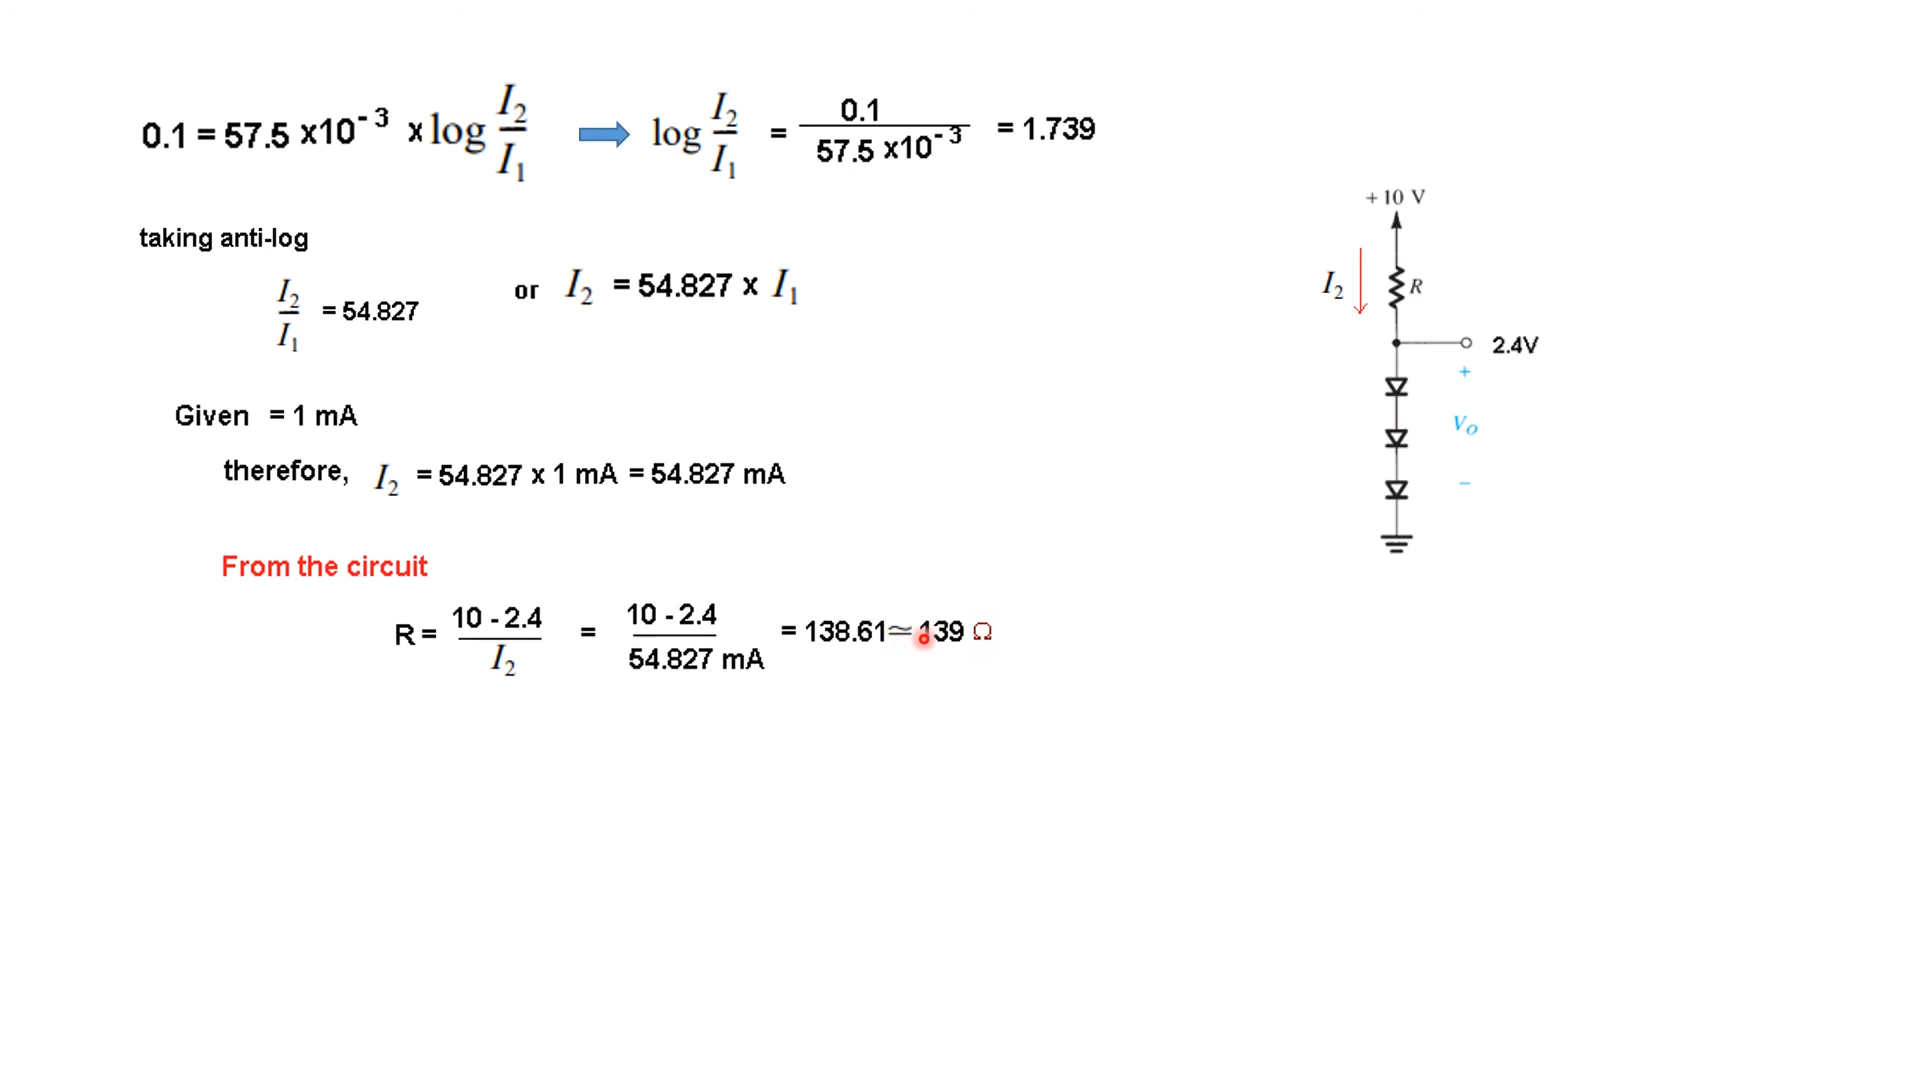 0.1 = 57.5 x10⁻³ x log I₂/I₁ log I₂/I₁ = 0.1/57.5 x10⁻³ = 1.739
taking anti-log
I₂/I₁ = 54.827 or I₂ = 54.827 x I₁
Given = 1 mA
therefore, I₂ = 54.827 x 1 mA = 54.827 mA
From the circuit
R = 10 - 2.4/I₂ = 10 - 2.4/54.827 mA = 138.61≃139 Ω
+10 V
I₂ R
2.4V
+
Vo
−